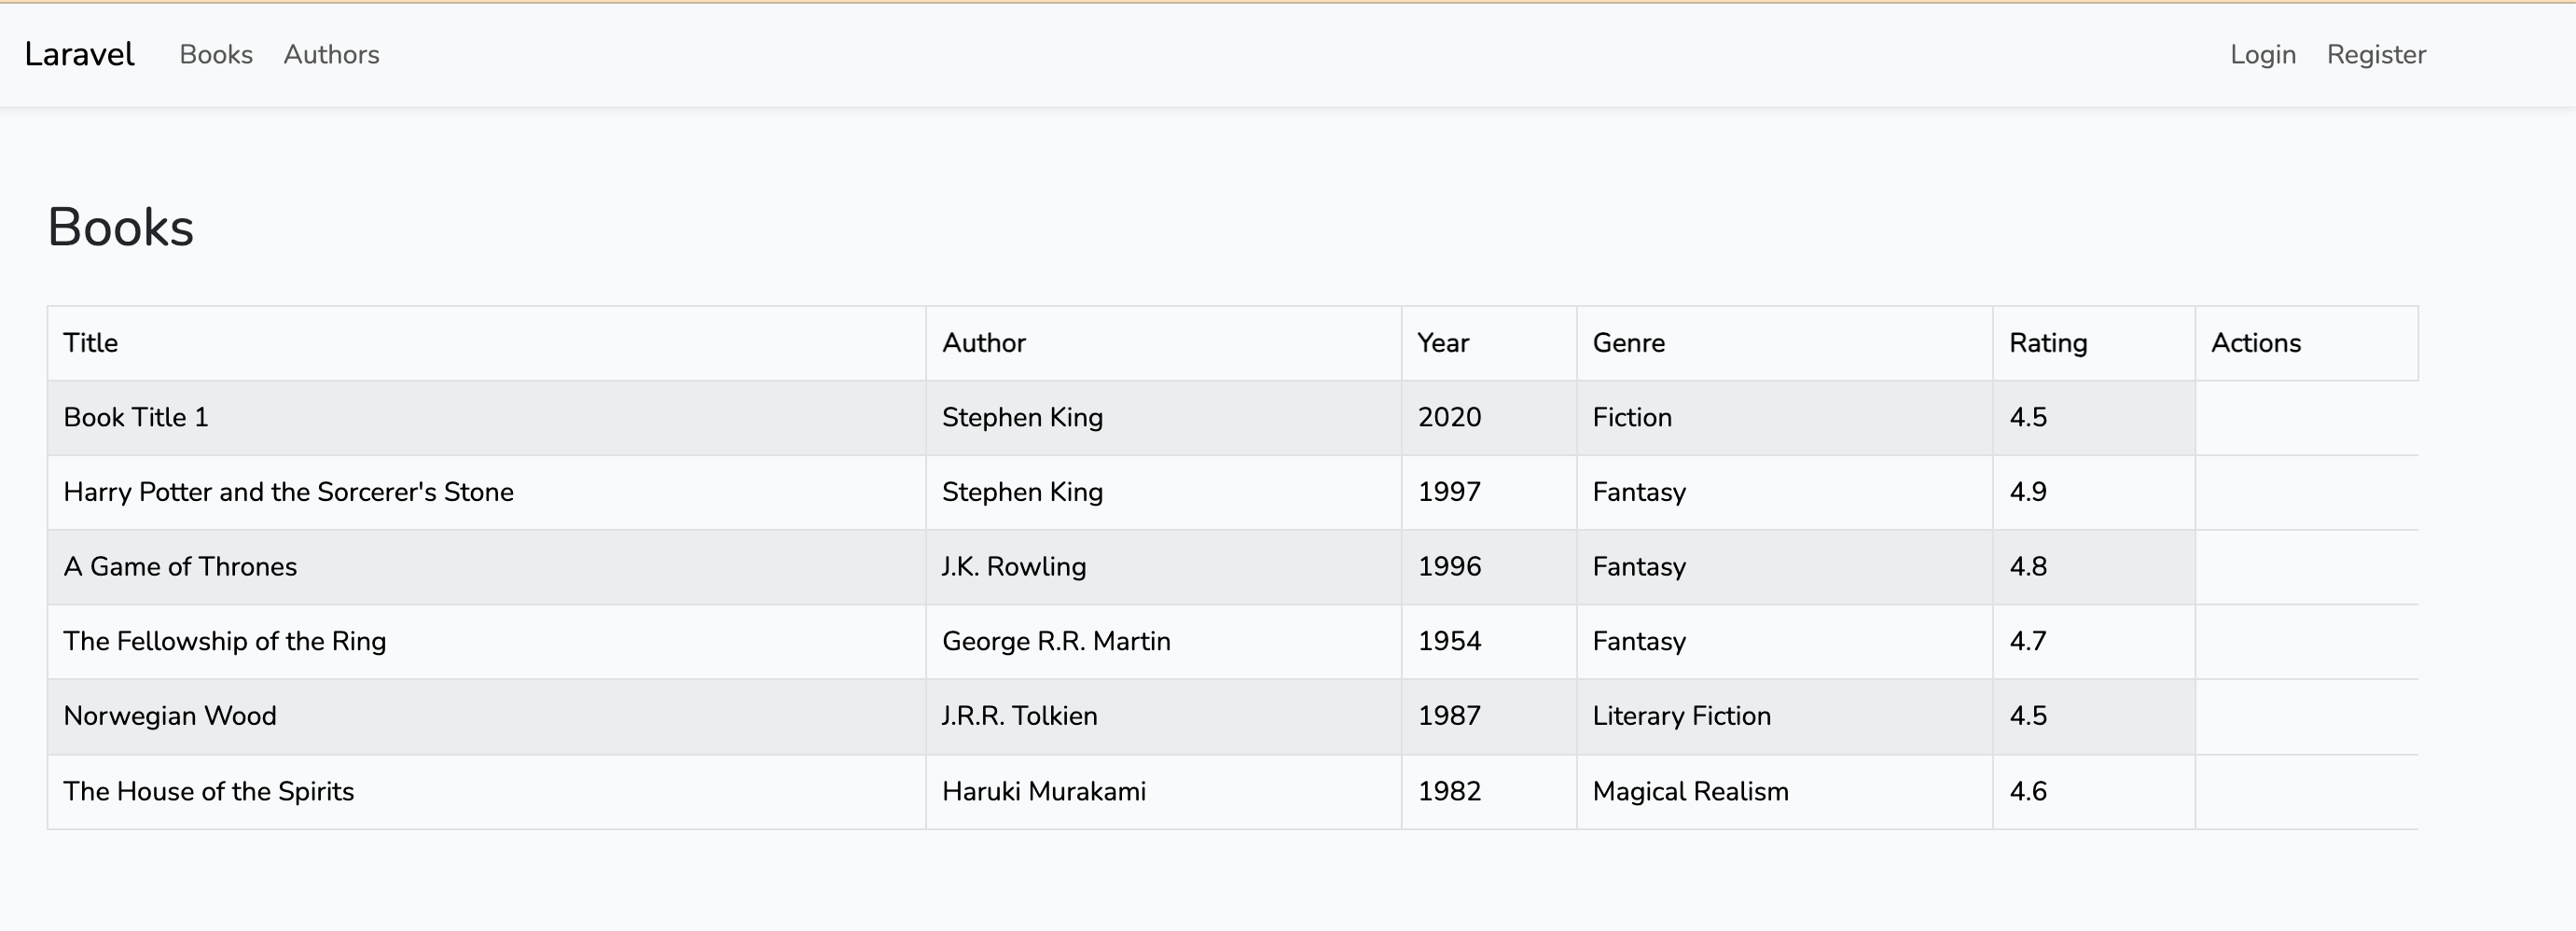 Laravel Books Authors Login Register
Books
Title Author Year Genre Rating Actions
Book Title 1 Stephen King 2020 Fiction 4.5
Harry Potter and the Sorcerer's Stone Stephen King 1997 Fantasy 4.9
A Game of Thrones J.K. Rowling 1996 Fantasy 4.8
The Fellowship of the Ring George R.R. Martin 1954 Fantasy 4.7
Norwegian Wood J.R.R. Tolkien 1987 Literary Fiction 4.5
The House of the Spirits Haruki Murakami 1982 Magical Realism 4.6